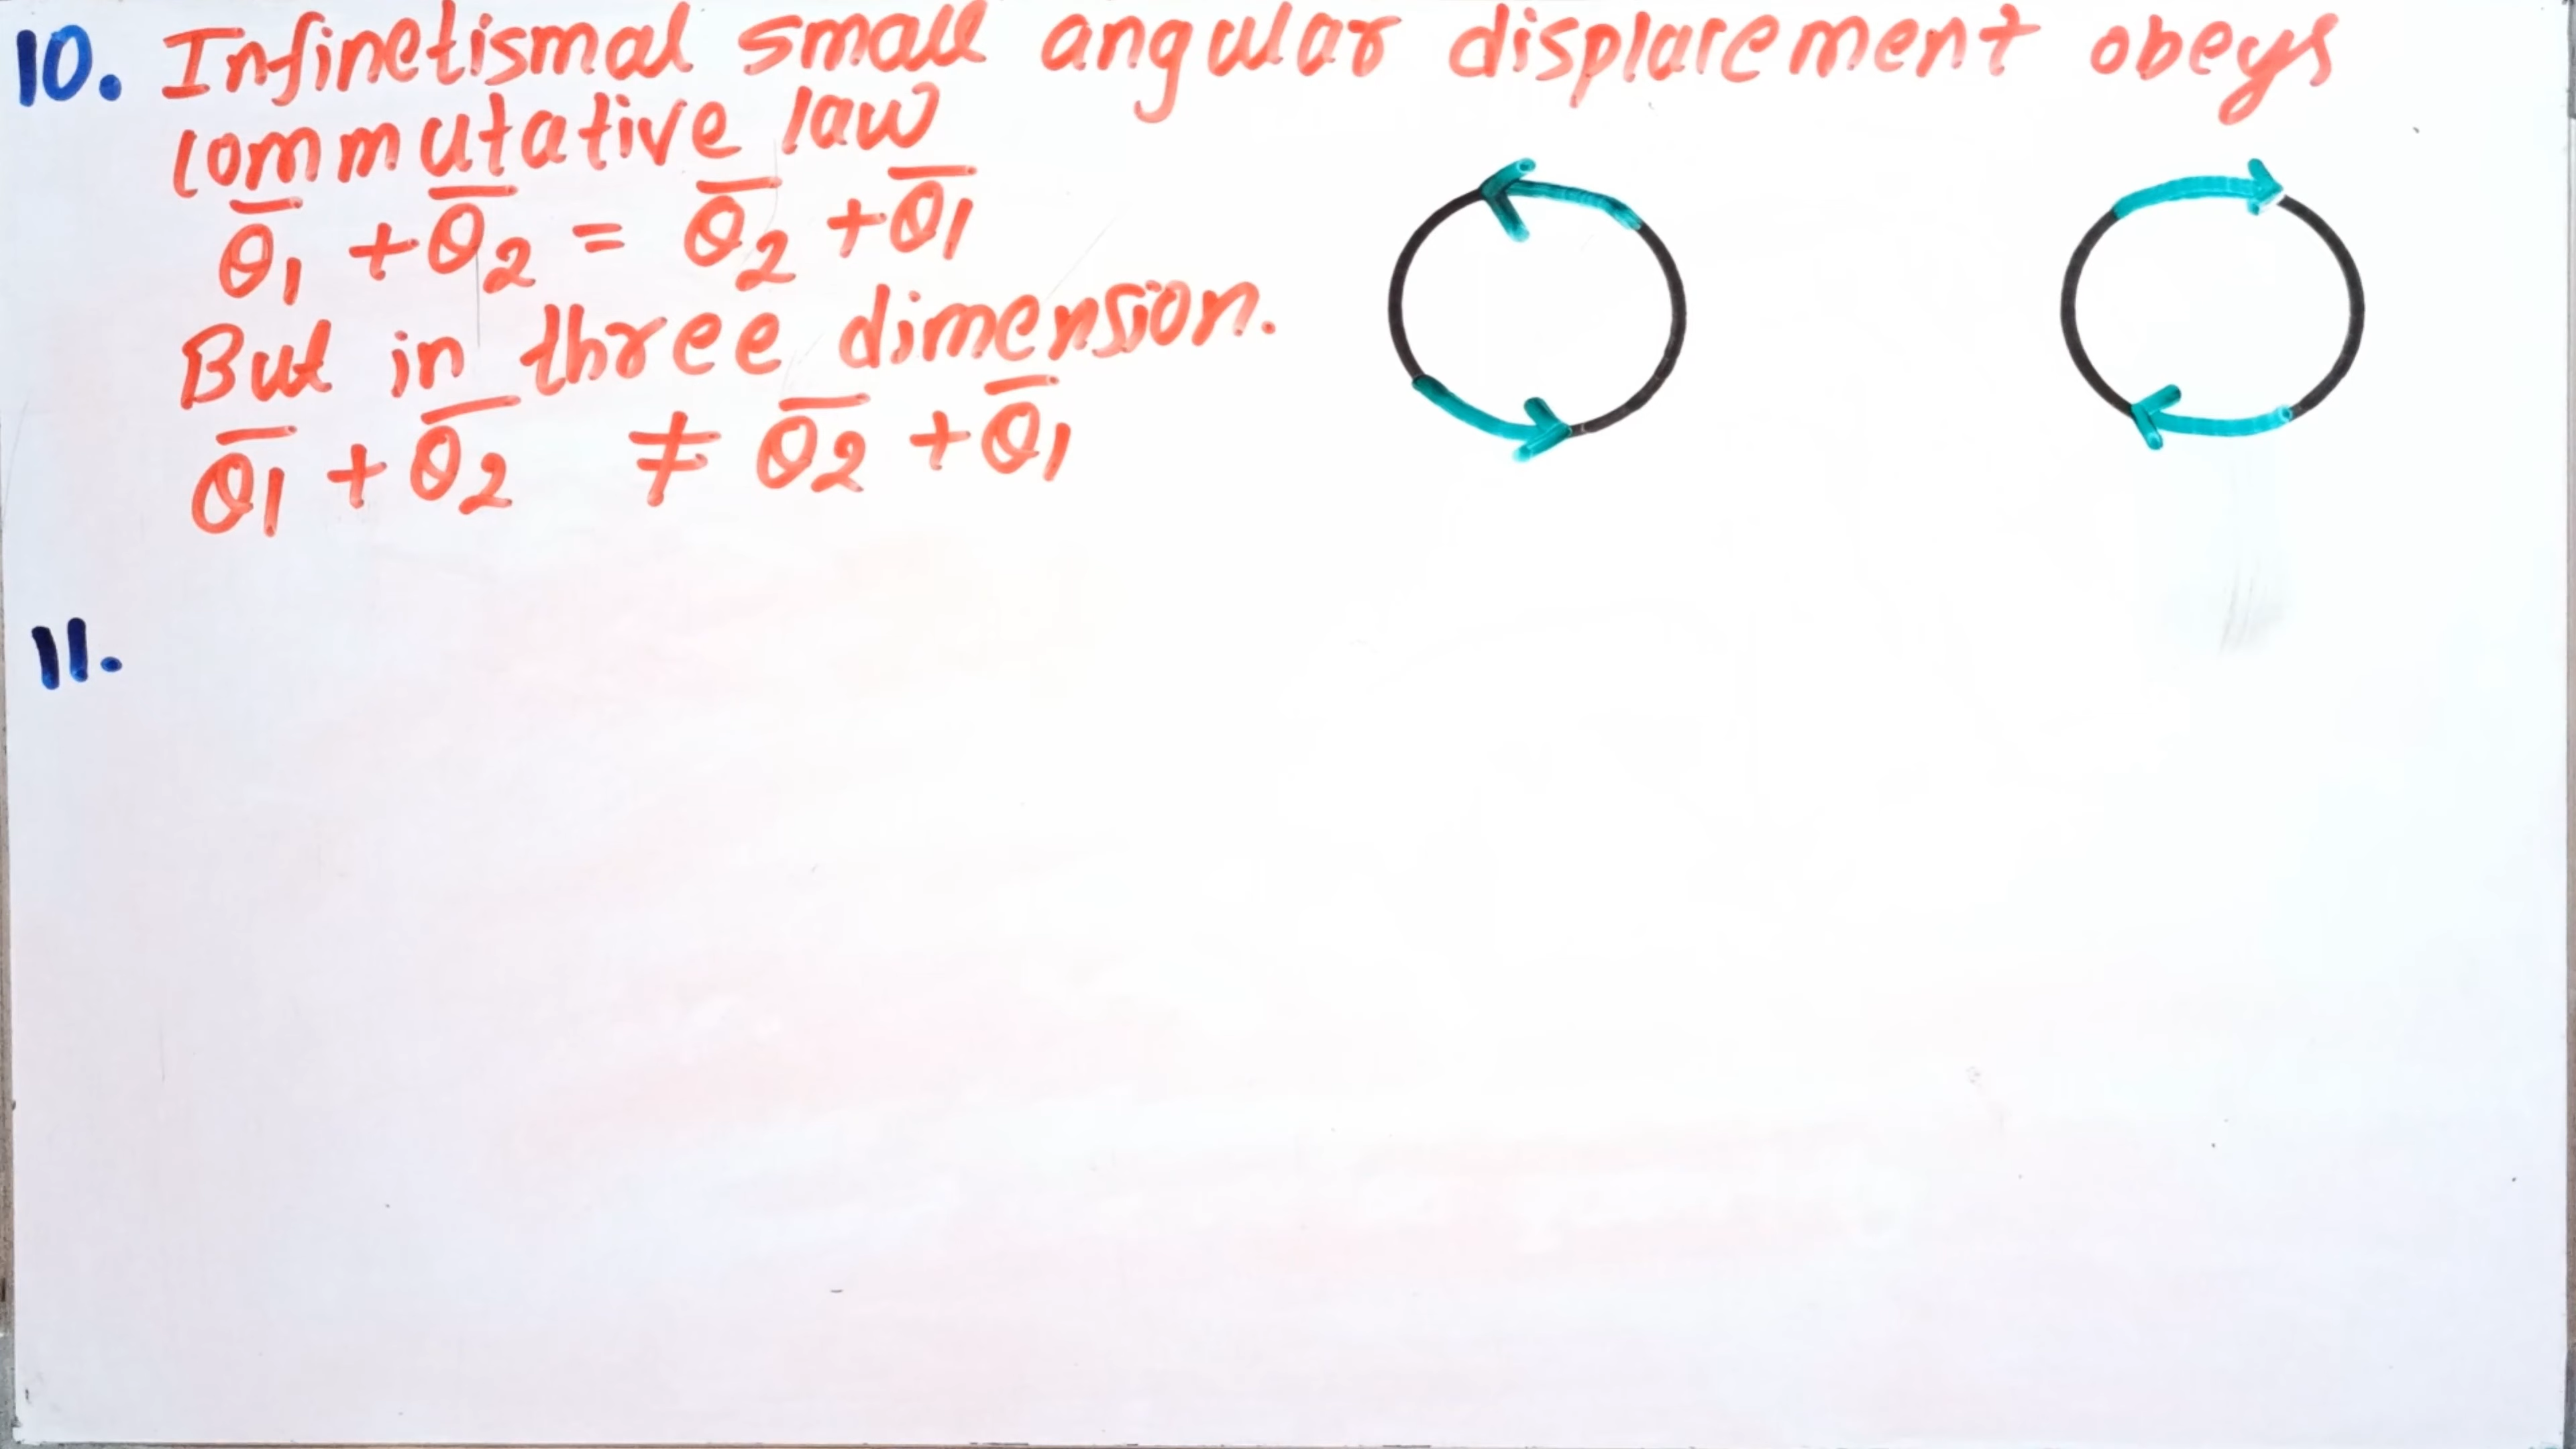 10. Infinetismal small angular displacement obeys
commutative law
θ̅1 + θ̅2 = θ̅2 + θ̅1
But in three dimension.
θ̅1 + θ̅2 ≠ θ̅2 + θ̅1
11.